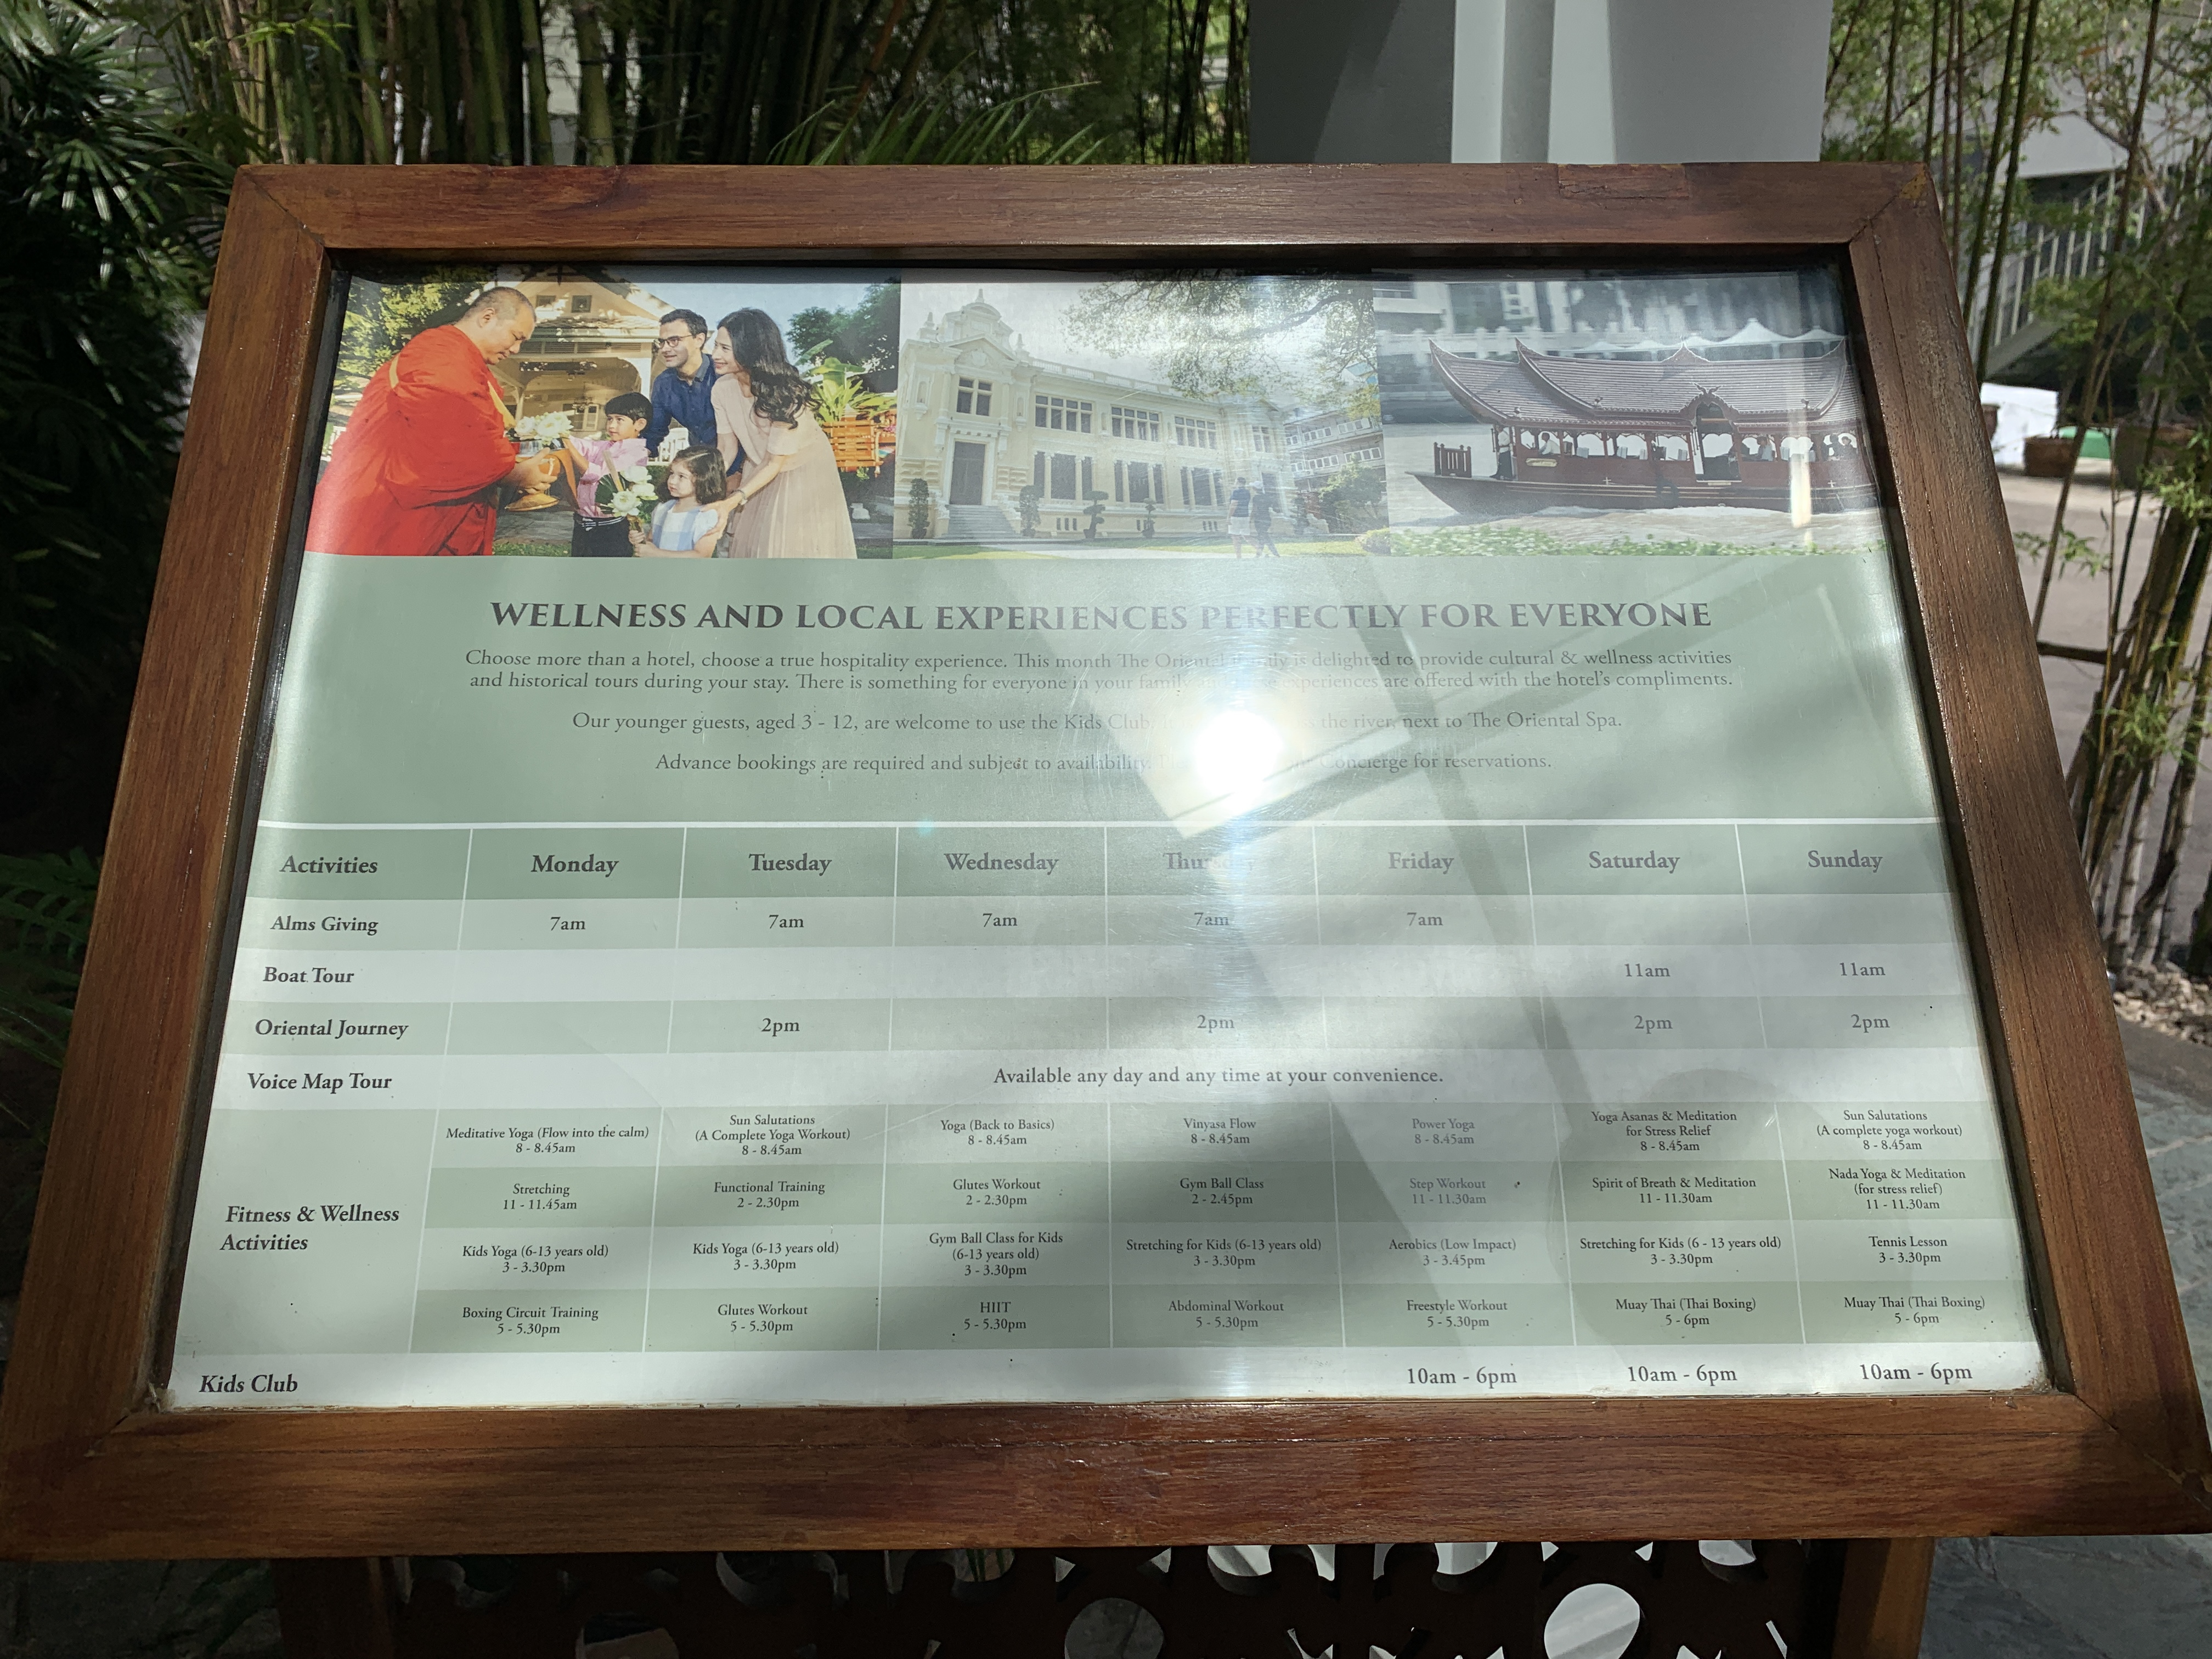 WELLNESS AND LOCAL EXPERIENCES PERFECTLY FOR EVERYONE
Choose more than a hotel, choose a true hospitality experience. This month The Oriental is delighted to provide cultural & wellness activities
and historical tours during your stay. There is something for everyone in your experiences are offered with the hotel's compliments.
Our younger guests, aged 3 - 12, are welcome to use the Kids Club. the river, next to The Oriental Spa.
Advance bookings are required and subject to availability. Concierge for reservations.
Activities Monday Tuesday Wednesday Thursday Friday Saturday Sunday
Alms Giving 7am 7am 7am 7am 7am
Boat Tour 11am 11am
Oriental Journey 2pm 2pm 2pm 2pm
Voice Map Tour Available any day and any time at your convenience.
Fitness & Wellness
Activities
Meditative Yoga (Flow into the calm)
8 - 8.45am
Sun Salutations
(A Complete Yoga Workout)
8 - 8.45am
Yoga (Back to Basics)
8 - 8.45am
Vinyasa Flow
8 - 8.45am
Power Yoga
8 - 8.45am
Yoga Asanas & Meditation
for Stress Relief
8 - 8.45am
Sun Salutations
(A complete yoga workout)
8 - 8.45am
Stretching
11 - 11.45am
Functional Training
2 - 2.30pm
Glutes Workout
2 - 2.30pm
Gym Ball Class
2 - 2.45pm
Step Workout
11 - 11.30am
Spirit of Breath & Meditation
11 - 11.30am
Nada Yoga & Meditation
(for stress relief)
11 - 11.30am
Kids Yoga (6-13 years old)
3 - 3.30pm
Kids Yoga (6-13 years old)
3 - 3.30pm
Gym Ball Class for Kids
(6-13 years old)
3 - 3.30pm
Stretching for Kids (6-13 years old)
3 - 3.30pm
Aerobics (Low Impact)
3 - 3.45pm
Stretching for Kids (6 - 13 years old)
3 - 3.30pm
Tennis Lesson
3 - 3.30pm
Boxing Circuit Training
5 - 5.30pm
Glutes Workout
5 - 5.30pm
HIIT
5 - 5.30pm
Abdominal Workout
5 - 5.30pm
Freestyle Workout
5 - 5.30pm
Muay Thai (Thai Boxing)
5 - 6pm
Muay Thai (Thai Boxing)
5 - 6pm
Kids Club 10am - 6pm 10am - 6pm 10am - 6pm